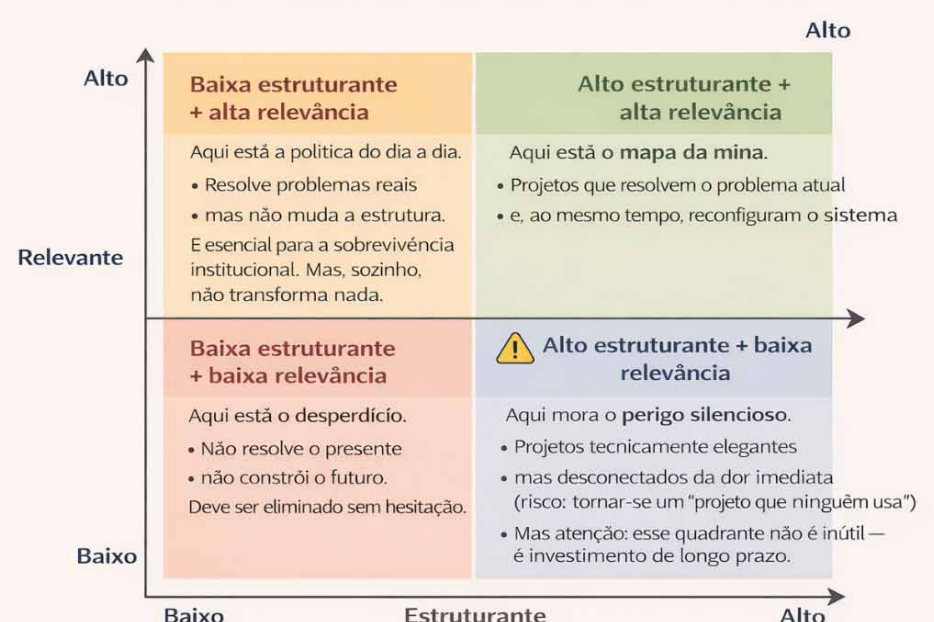 Alto
Alto
Baixa estruturante
+ alta relevância
Aqui está a politica do dia a dia.
• Resolve problemas reais
• mas não muda a estrutura.
E esencial para a sobrevivéncia
institucional. Mas, sozinho,
não transforma nada.
Alto estruturante +
alta relevância
Aqui está o mapa da mina.
• Projetos que resolvem o problema atual
• e, ao mesmo tempo, reconfiguram o sistema
Relevante
Baixa estruturante
+ baixa relevância
Aqui está o desperdício.
• Não resolve o presente
• não constrói o futuro.
Deve ser eliminado sem hesitação.
Alto estruturante + baixa
relevância
Aqui mora o perigo silencioso.
• Projetos tecnicamente elegantes
• mas desconectados da dor imediata
(risco: tornar-se um "projeto que ninguêm usa")
• Mas atenção: esse quadrante não é inútil —
é investimento de longo prazo.
Baixo
Baixo
Estruturante
Alto